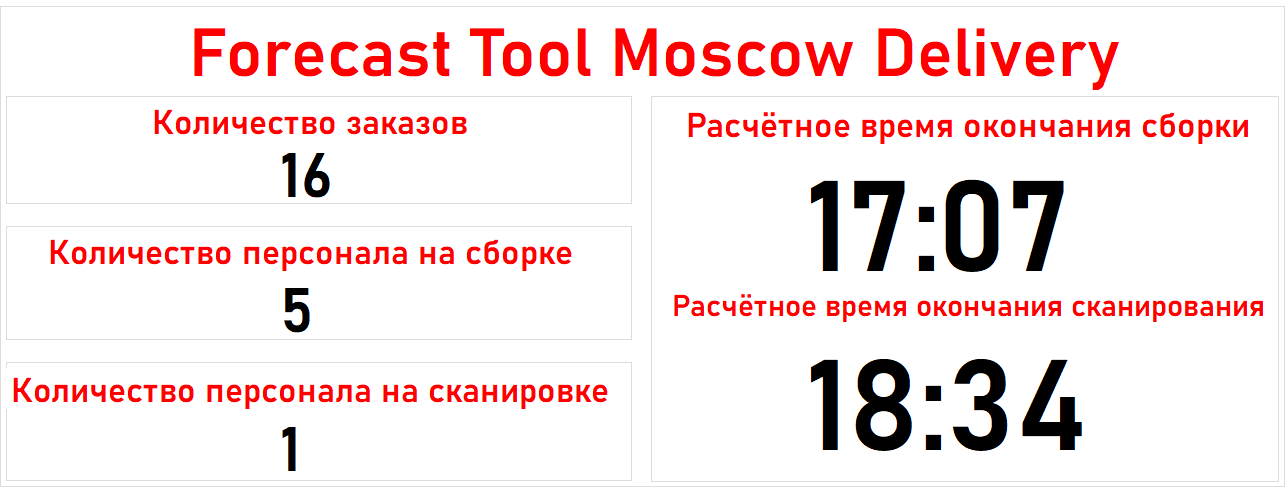 Forecast Tool Moscow Delivery
Количество заказов
16
Количество персонала на сборке
5
Количество персонала на сканировке
1
Расчётное время окончания сборки
17:07
Расчётное время окончания сканирования
18:34